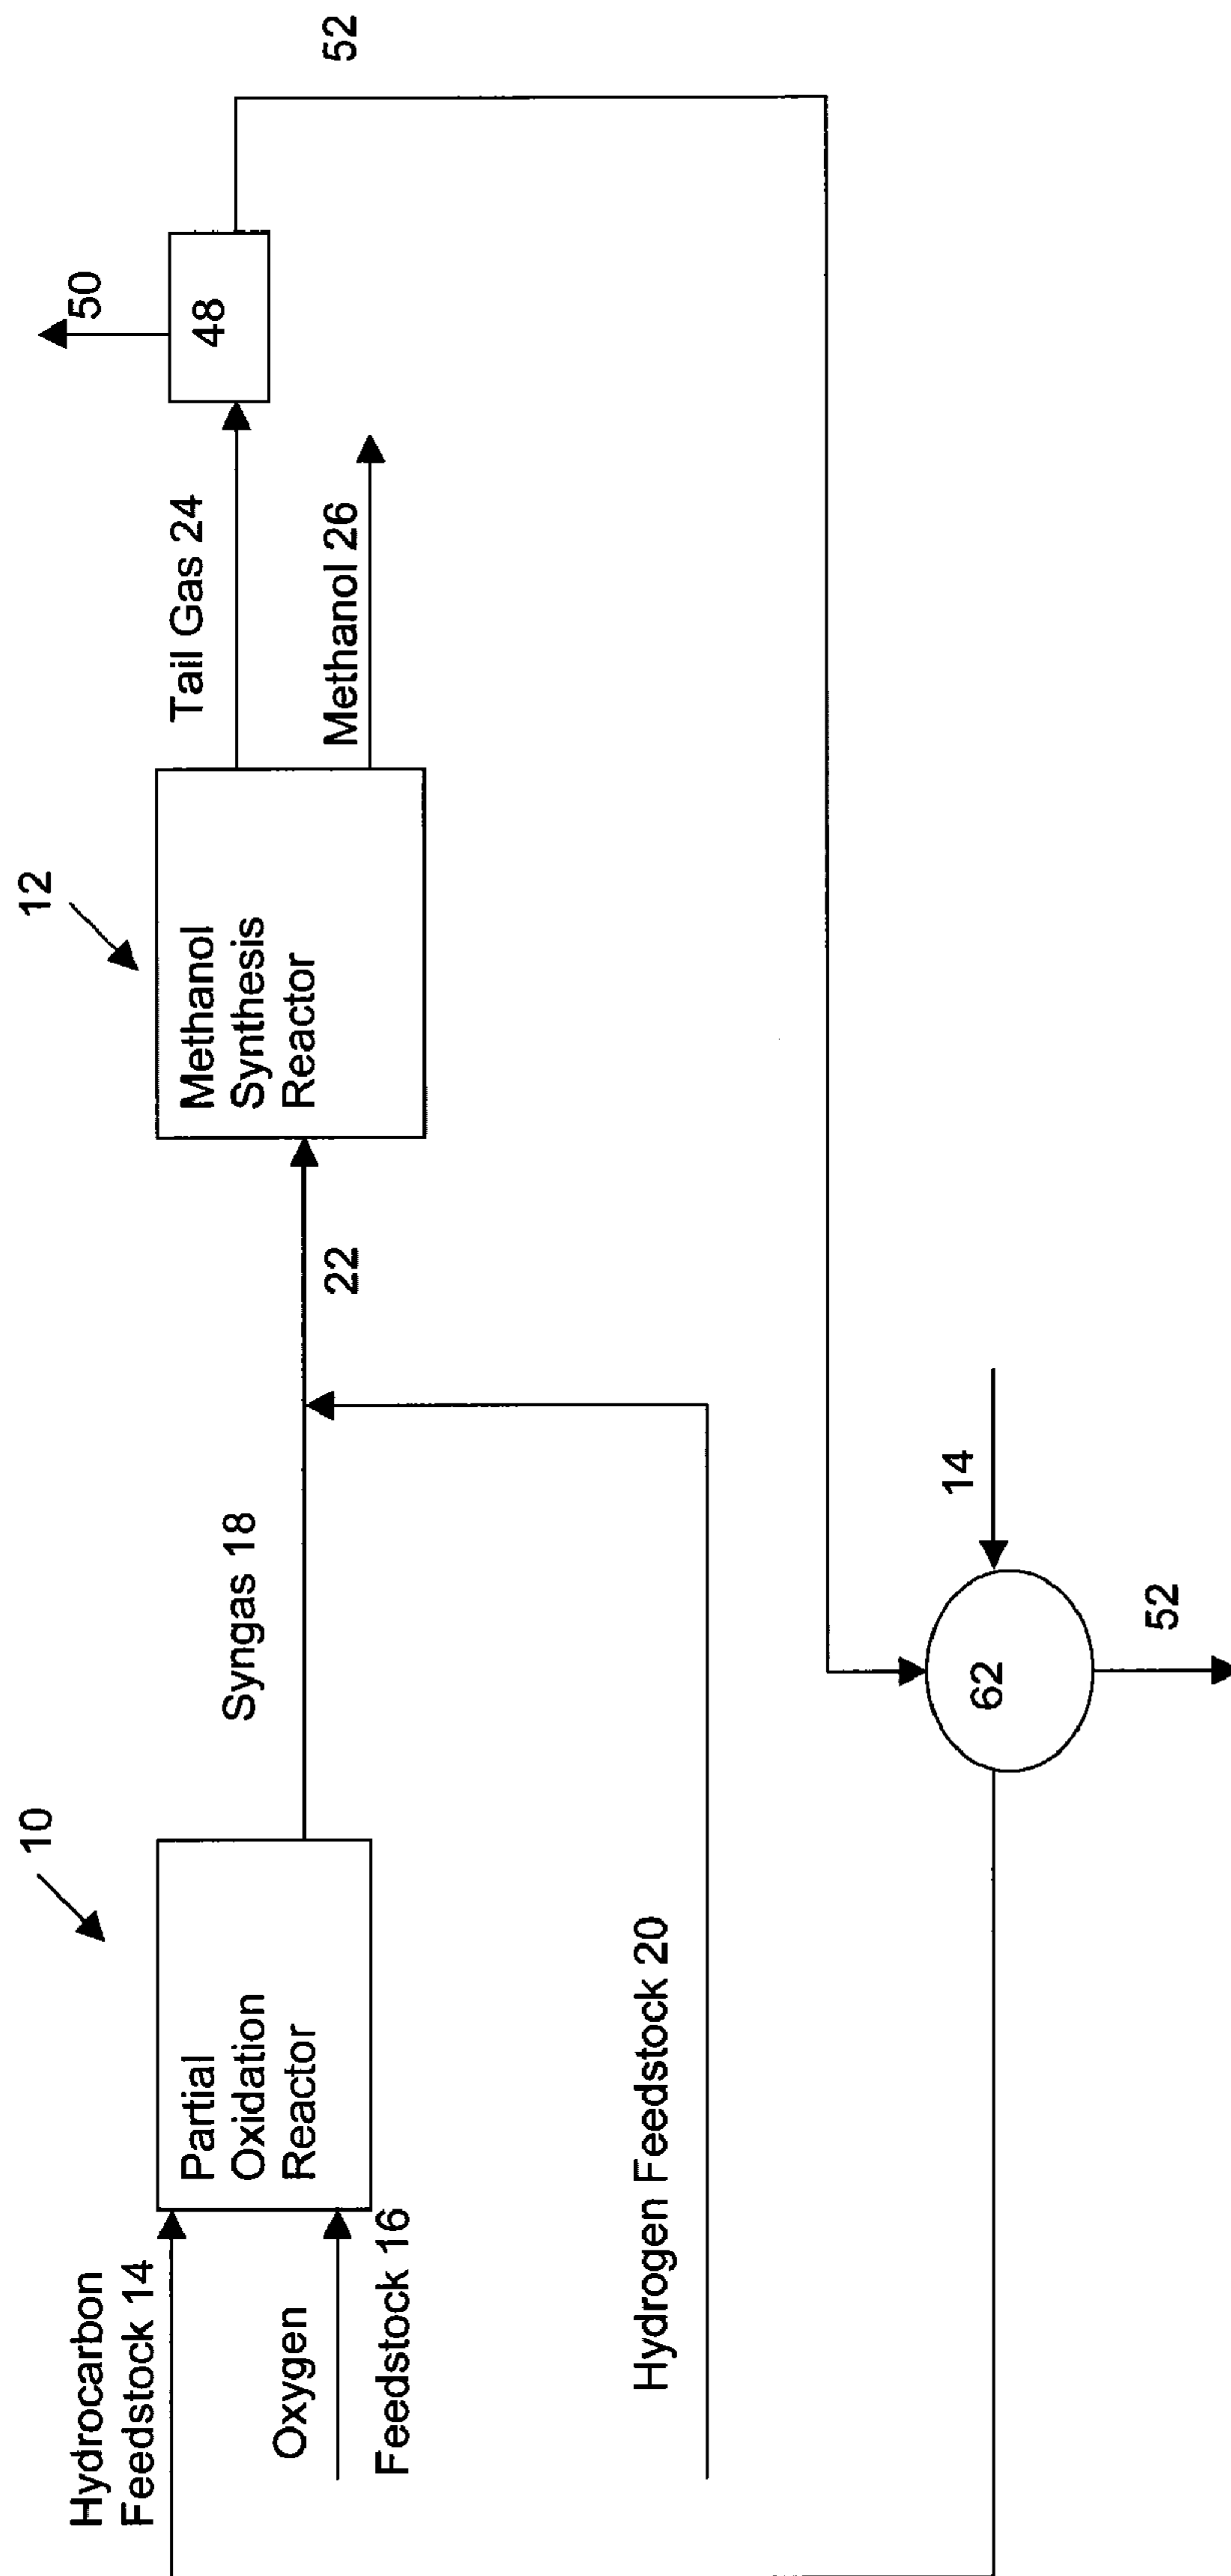 10
12
50
52
Hydrocarbon
Feedstock 14
Partial
Oxidation
Reactor
Syngas 18
Methanol
Synthesis
Reactor
Tail Gas 24
48
Oxygen
Feedstock 16
22
Methanol 26
Hydrogen Feedstock 20
14
62
52